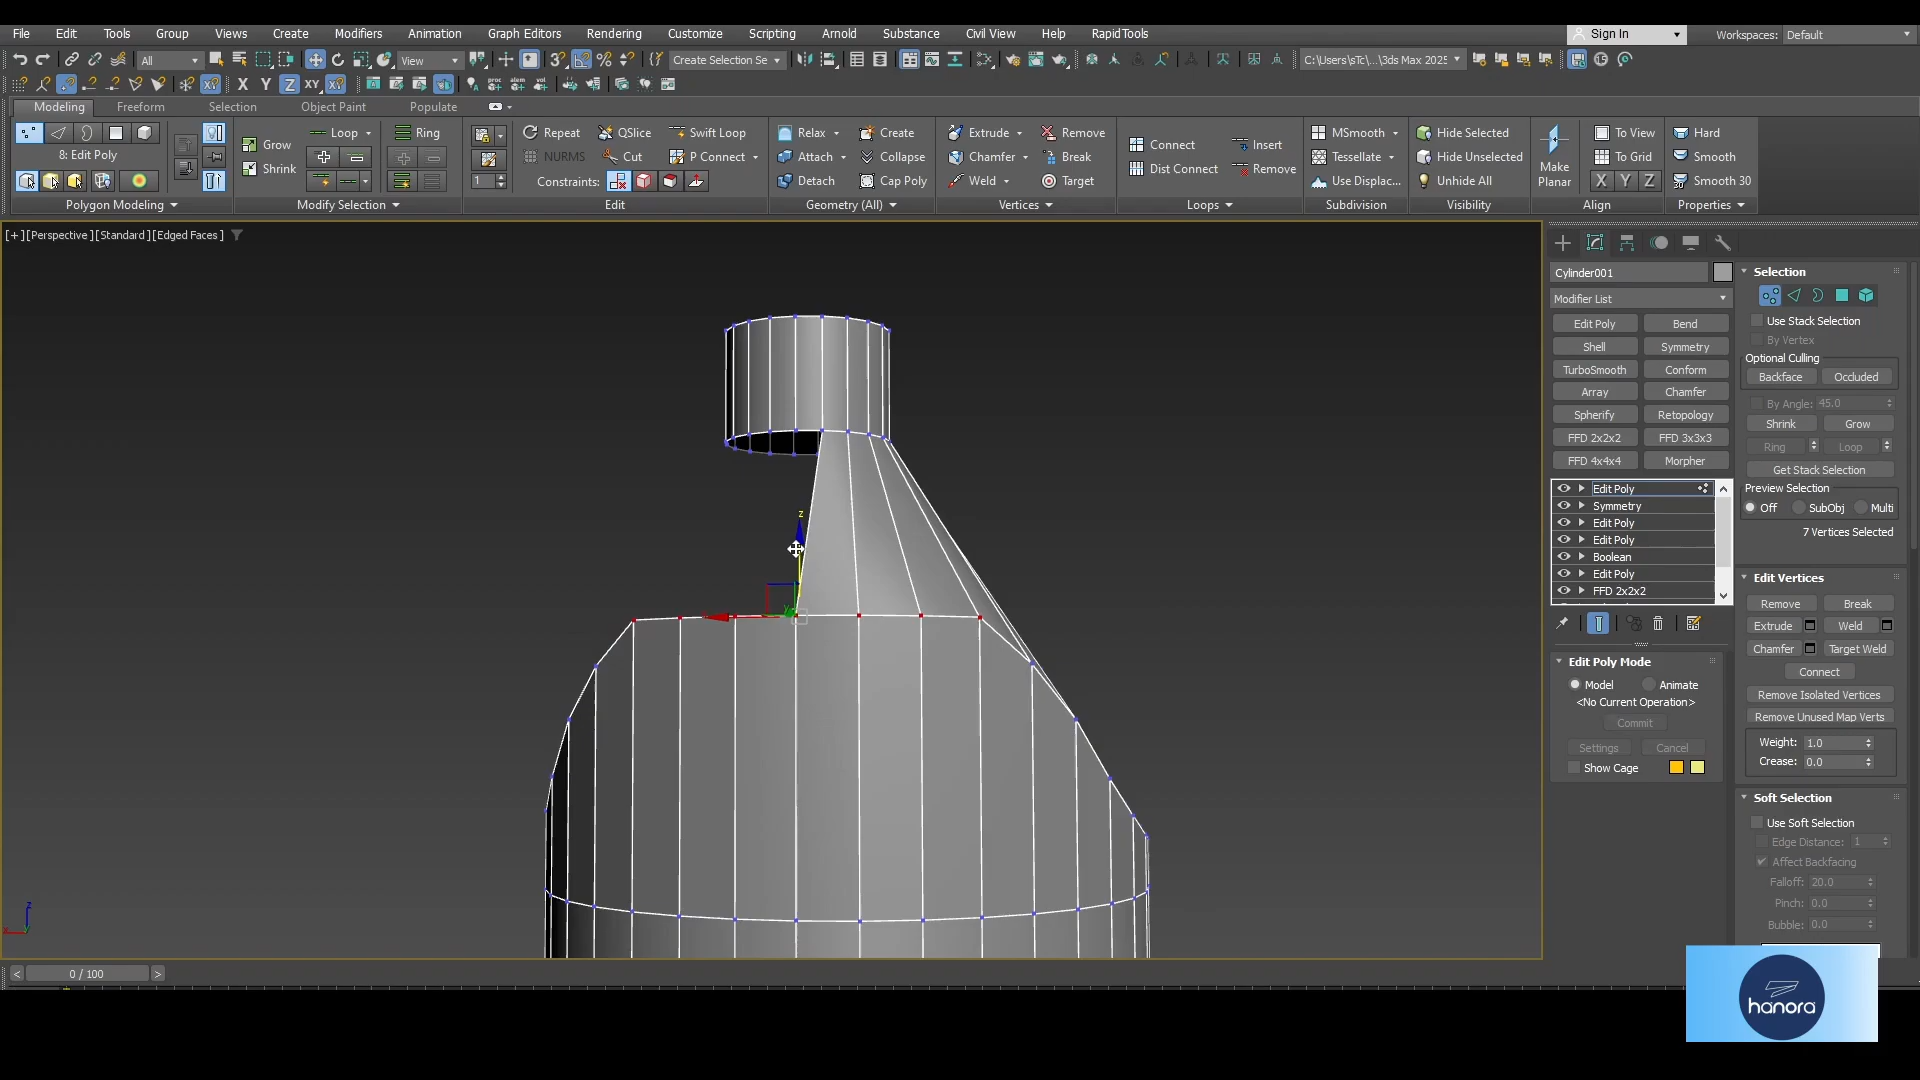 File Edit Tools Group Views Create Modifiers Animation Graph Editors Rendering Customize Scripting Arnold Substance Civil View Help RapidTools Sign In Workspaces: Default
All View Create Selection Se C:\Users\sTc\...\3ds Max 2025
X Y Z XY
Modeling Freeform Selection Object Paint Populate
Loop Ring Repeat QSlice Swift Loop Relax Create Extrude Remove MSmooth Hide Selected To View Hard
8: Edit Poly Grow NURMS Cut P Connect Attach Collapse Chamfer Break Connect Insert Tessellate Hide Unselected Make Planar To Grid Smooth
Shrink 1 Constraints: Detach Cap Poly Weld Target Dist Connect Remove Use Displac... Unhide All X Y Z Smooth 30
Polygon Modeling Modify Selection Edit Geometry (All) Vertices Loops Subdivision Visibility Align Properties
[+][Perspective][Standard][Edged Faces]
z
x
y
z
x
Cylinder001
Modifier List
Edit Poly Bend
Shell Symmetry
TurboSmooth Conform
Array Chamfer
Spherify Retopology
FFD 2x2x2 FFD 3x3x3
FFD 4x4x4 Morpher
Edit Poly
Symmetry
Edit Poly
Edit Poly
Boolean
Edit Poly
FFD 2x2x2
Edit Poly Mode
Model Animate
<No Current Operation>
Commit
Settings Cancel
Show Cage
Selection
Use Stack Selection
By Vertex
Optional Culling
Backface Occluded
By Angle: 45.0
Shrink Grow
Ring Loop
Get Stack Selection
Preview Selection
Off SubObj Multi
7 Vertices Selected
Edit Vertices
Remove Break
Extrude Weld
Chamfer Target Weld
Connect
Remove Isolated Vertices
Remove Unused Map Verts
Weight: 1.0
Crease: 0.0
Soft Selection
Use Soft Selection
Edge Distance: 1
Affect Backfacing
Falloff: 20.0
Pinch: 0.0
Bubble: 0.0
< 0 / 100 >
hanora